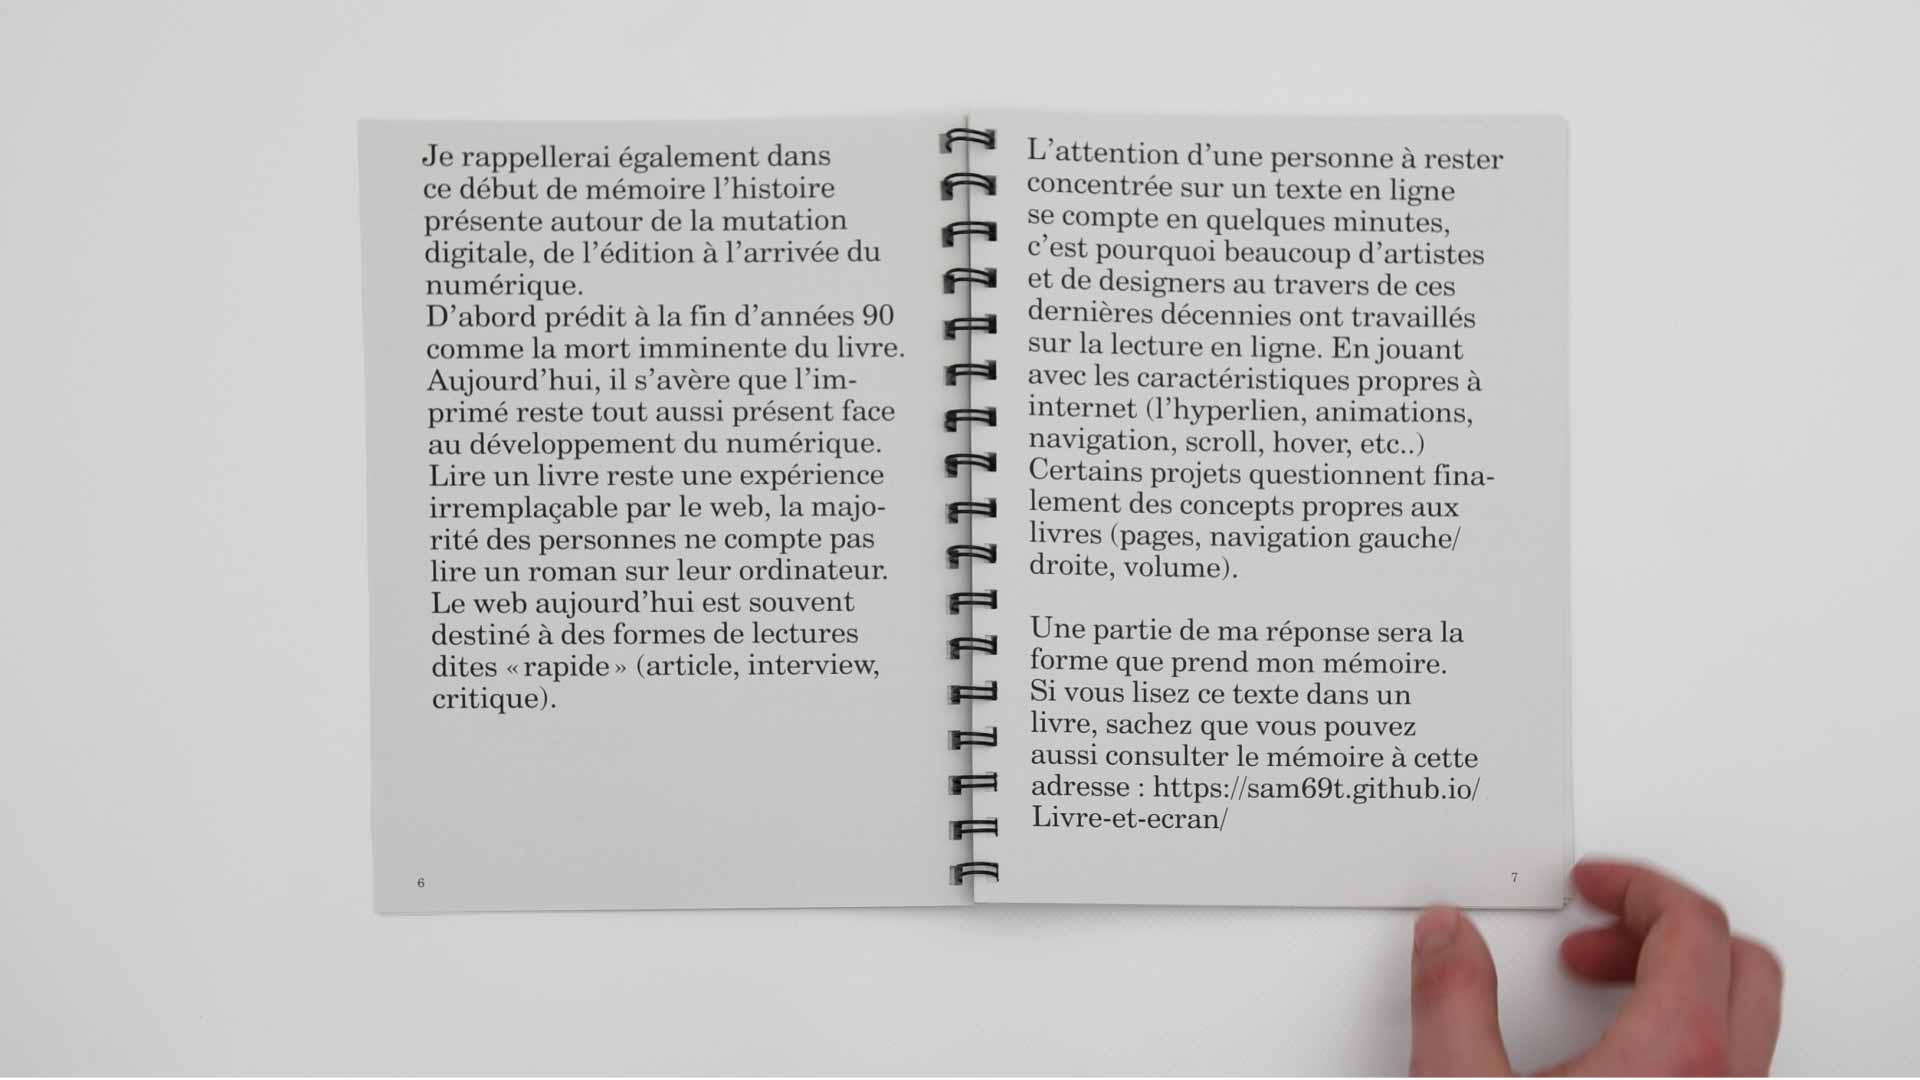 Je rappellerai également dans
ce début de mémoire l’histoire
présente autour de la mutation
digitale, de l’édition à l’arrivée du
numérique.
D’abord prédit à la fin d’années 90
comme la mort imminente du livre.
Aujourd’hui, il s’avère que l’im-
primé reste tout aussi présent face
au développement du numérique.
Lire un livre reste une expérience
irremplaçable par le web, la majo-
rité des personnes ne compte pas
lire un roman sur leur ordinateur.
Le web aujourd’hui est souvent
destiné à des formes de lectures
dites « rapide » (article, interview,
critique).
6
L’attention d’une personne à rester
concentrée sur un texte en ligne
se compte en quelques minutes,
c’est pourquoi beaucoup d’artistes
et de designers au travers de ces
dernières décennies ont travaillés
sur la lecture en ligne. En jouant
avec les caractéristiques propres à
internet (l’hyperlien, animations,
navigation, scroll, hover, etc..)
Certains projets questionnent fina-
lement des concepts propres aux
livres (pages, navigation gauche/
droite, volume).
Une partie de ma réponse sera la
forme que prend mon mémoire.
Si vous lisez ce texte dans un
livre, sachez que vous pouvez
aussi consulter le mémoire à cette
adresse : https://sam69t.github.io/
Livre-et-ecran/
7